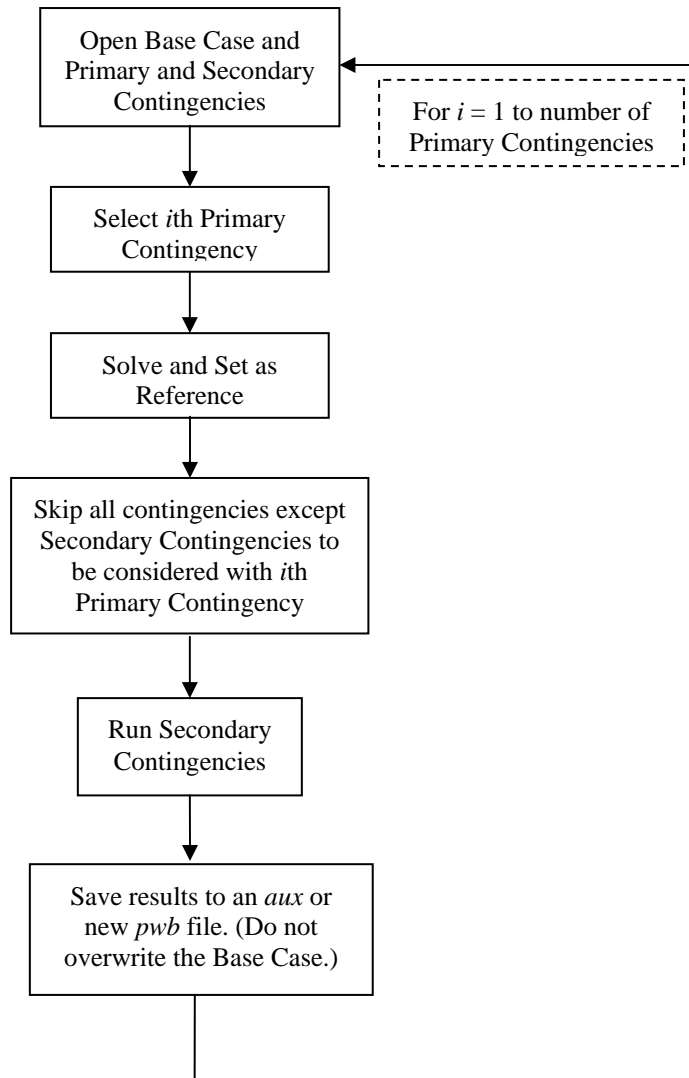 Open Base Case and
Primary and Secondary
Contingencies
For i = 1 to number of
Primary Contingencies
Select ith Primary
Contingency
Solve and Set as
Reference
Skip all contingencies except
Secondary Contingencies to
be considered with ith
Primary Contingency
Run Secondary
Contingencies
Save results to an aux or
new pwb file. (Do not
overwrite the Base Case.)